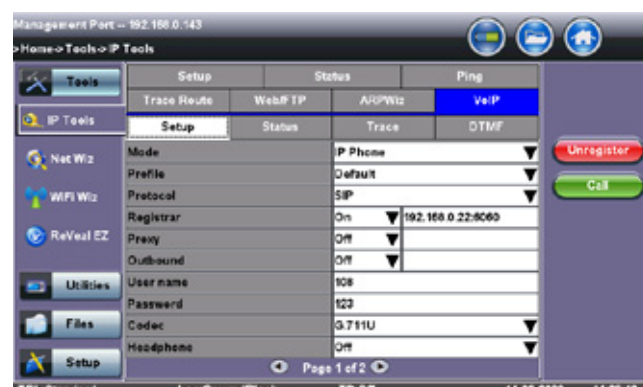 Management Port -- 192.168.0.143
>Home->Tools->IP Tools
Tools
Setup
Status
Ping
Trace Route
Web/FTP
ARPWiz
VoIP
IP Tools
Setup
Status
Trace
DTMF
Net Wiz
WiFi Wiz
ReVeal EZ
Utilities
Files
Setup
Mode
IP Phone
Profile
Default
Protocol
SIP
Registrar
On
192.168.0.22:6060
Proxy
Off
Outbound
Off
User name
108
Password
123
Codec
G.711U
Headphone
Off
Page 1 of 2
Unregister
Call